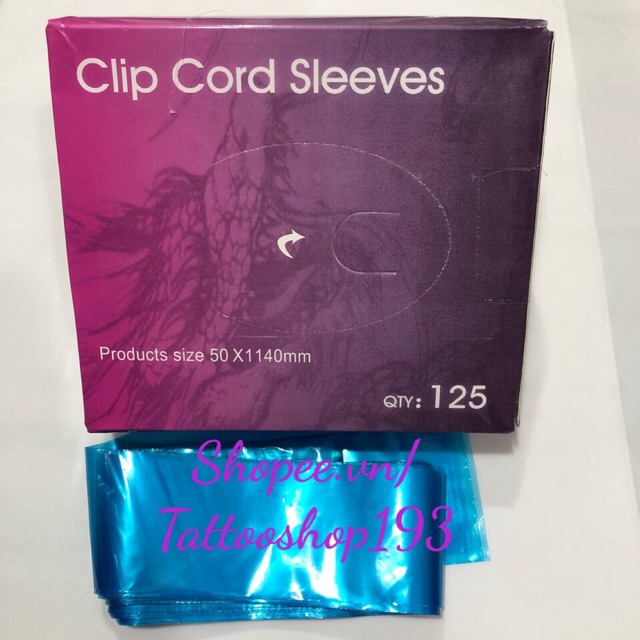 Clip Cord Sleeves
Products size 50 X1140mm
QTY: 125
Shopee.vn/
Tattooshop193